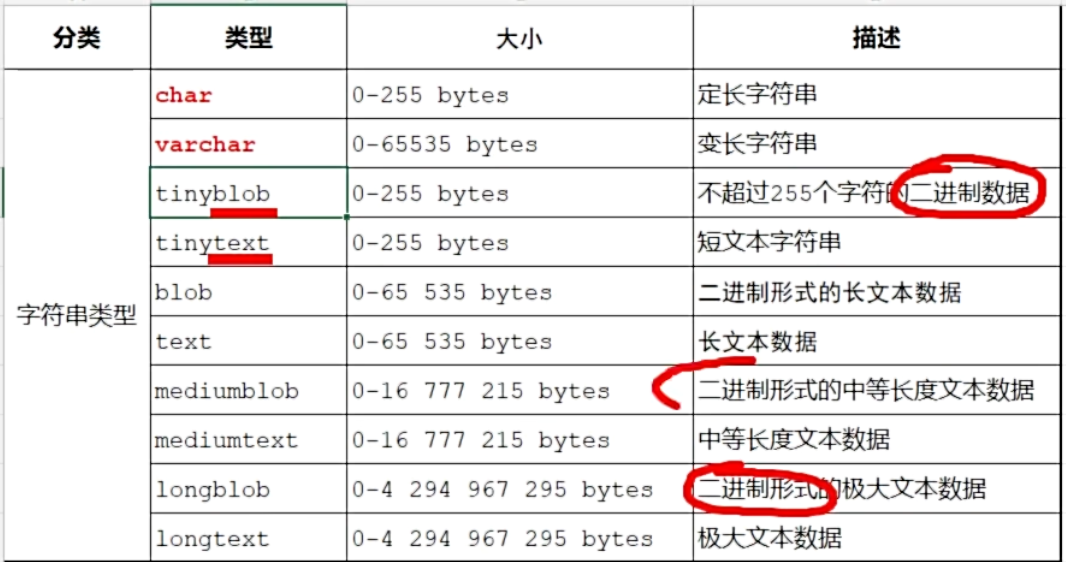 分类 类型 大小 描述
char 0-255 bytes 定长字符串
varchar 0-65535 bytes 变长字符串
tinyblob 0-255 bytes 不超过255个字符的二进制数据
tinytext 0-255 bytes 短文本字符串
blob 0-65 535 bytes 二进制形式的长文本数据
字符串类型
text 0-65 535 bytes 长文本数据
mediumblob 0-16 777 215 bytes 二进制形式的中等长度文本数据
mediumtext 0-16 777 215 bytes 中等长度文本数据
longblob 0-4 294 967 295 bytes 二进制形式的极大文本数据
longtext 0-4 294 967 295 bytes 极大文本数据